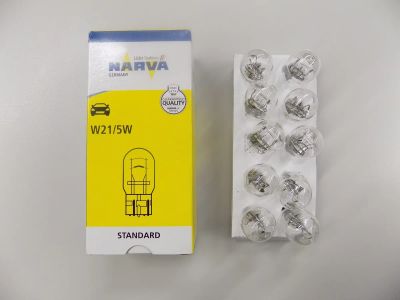 NARVA
GERMANY
QUALITY
W21/5W
STANDARD